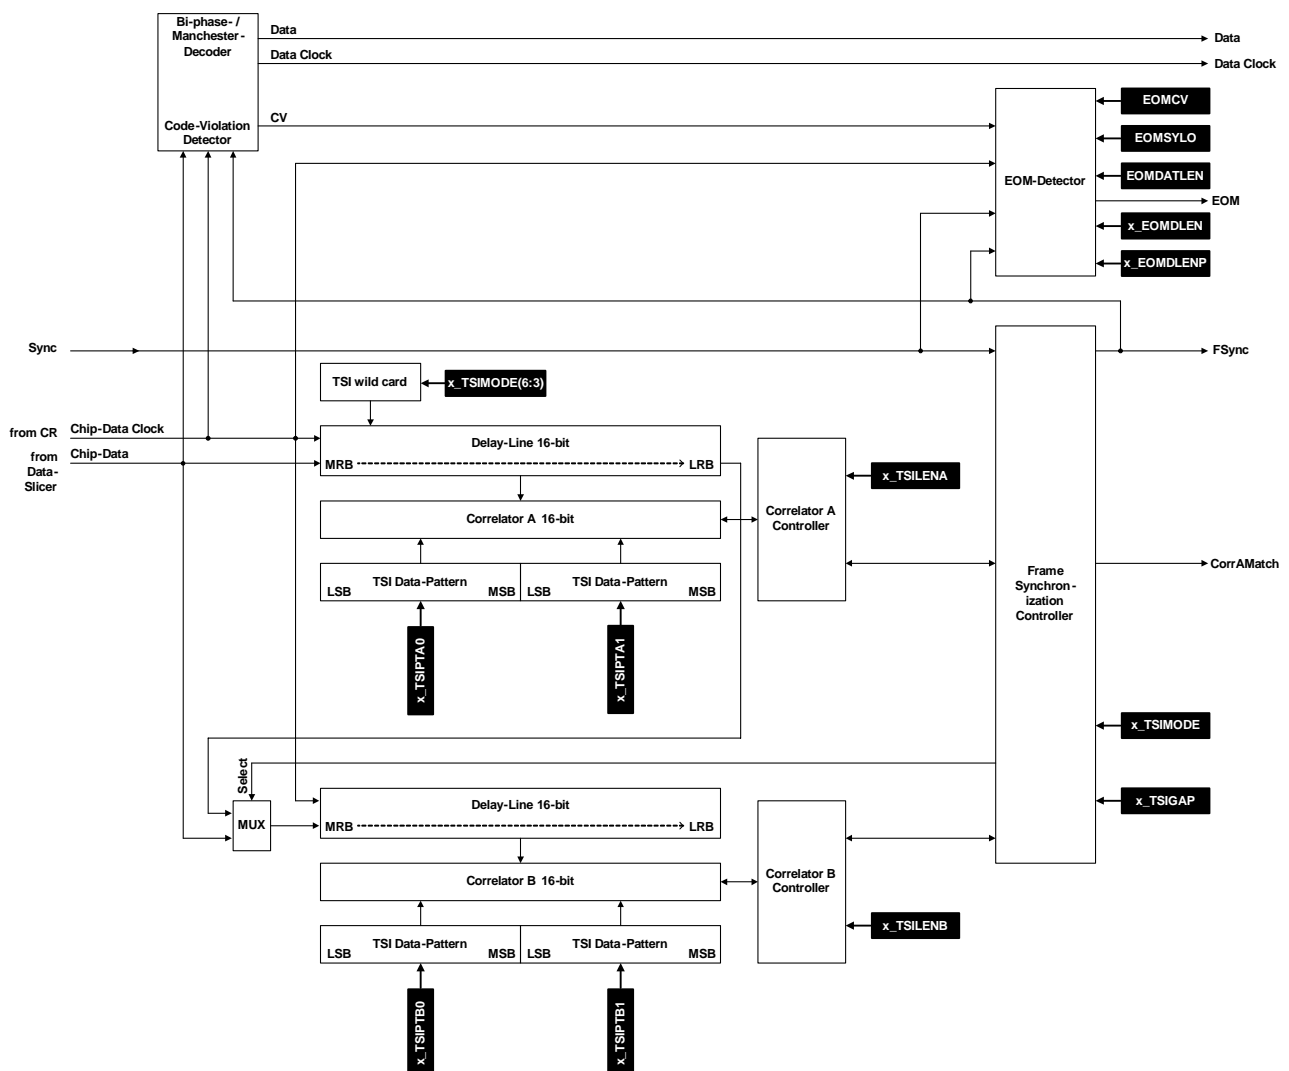 Bi-phase- /
Manchester-
Decoder
Data
Data
Data Clock
Data Clock
EOMCV
CV
Code-Violation
Detector
EOMSYLO
EOM-Detector
EOMDATLEN
EOM
x_EOMDLEN
x_EOMDLENP
Sync
FSync
TSI wild card
x_TSIMODE(6:3)
from CR
Chip-Data Clock
Delay-Line 16-bit
from
Data-
Slicer
Chip-Data
MRB
LRB
x_TSILENA
Correlator A 16-bit
Correlator A
Controller
TSI Data-Pattern
LSB
MSB
TSI Data-Pattern
LSB
MSB
Frame
Synchron-
ization
Controller
CorrAMatch
x_TSIPTA0
x_TSIPTA1
x_TSIMODE
Select
x_TSIGAP
MUX
Delay-Line 16-bit
MRB
LRB
Correlator B 16-bit
Correlator B
Controller
x_TSILENB
TSI Data-Pattern
LSB
MSB
TSI Data-Pattern
LSB
MSB
x_TSIPTB0
x_TSIPTB1